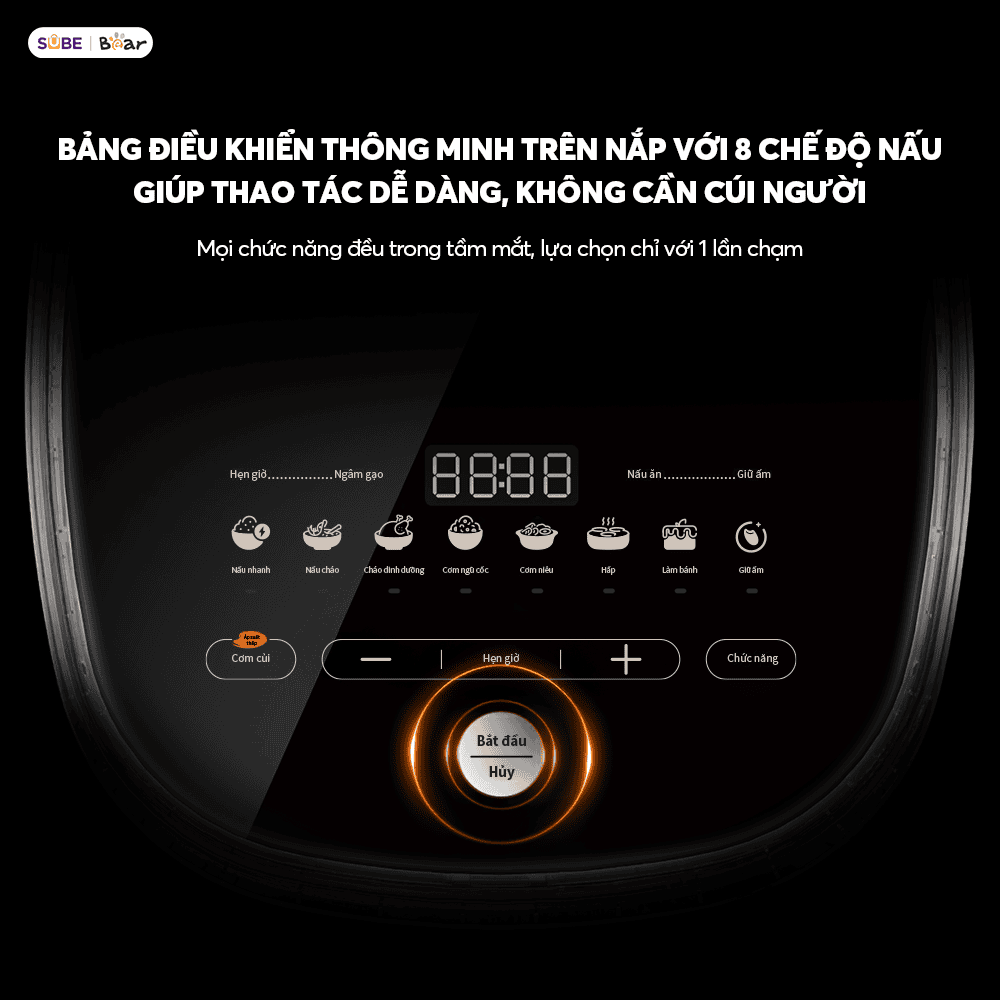 SUBE | Bear
BẢNG ĐIỀU KHIỂN THÔNG MINH TRÊN NẮP VỚI 8 CHẾ ĐỘ NẤU
GIÚP THAO TÁC DỄ DÀNG, KHÔNG CẦN CÚI NGƯỜI
Mọi chức năng đều trong tầm mắt, lựa chọn chỉ với 1 lần chạm
Hẹn giờ................Ngâm gạo
88:88
Nấu ăn..................Giữ ấm
Nấu nhanh Nấu cháo Cháo dinh dưỡng Cơm ngũ cốc Cơm niêu Hấp Làm bánh Giữ ấm
Áp suất
thấp
Cơm củi
— | Hẹn giờ | +
Chức năng
Bắt đầu
Hủy